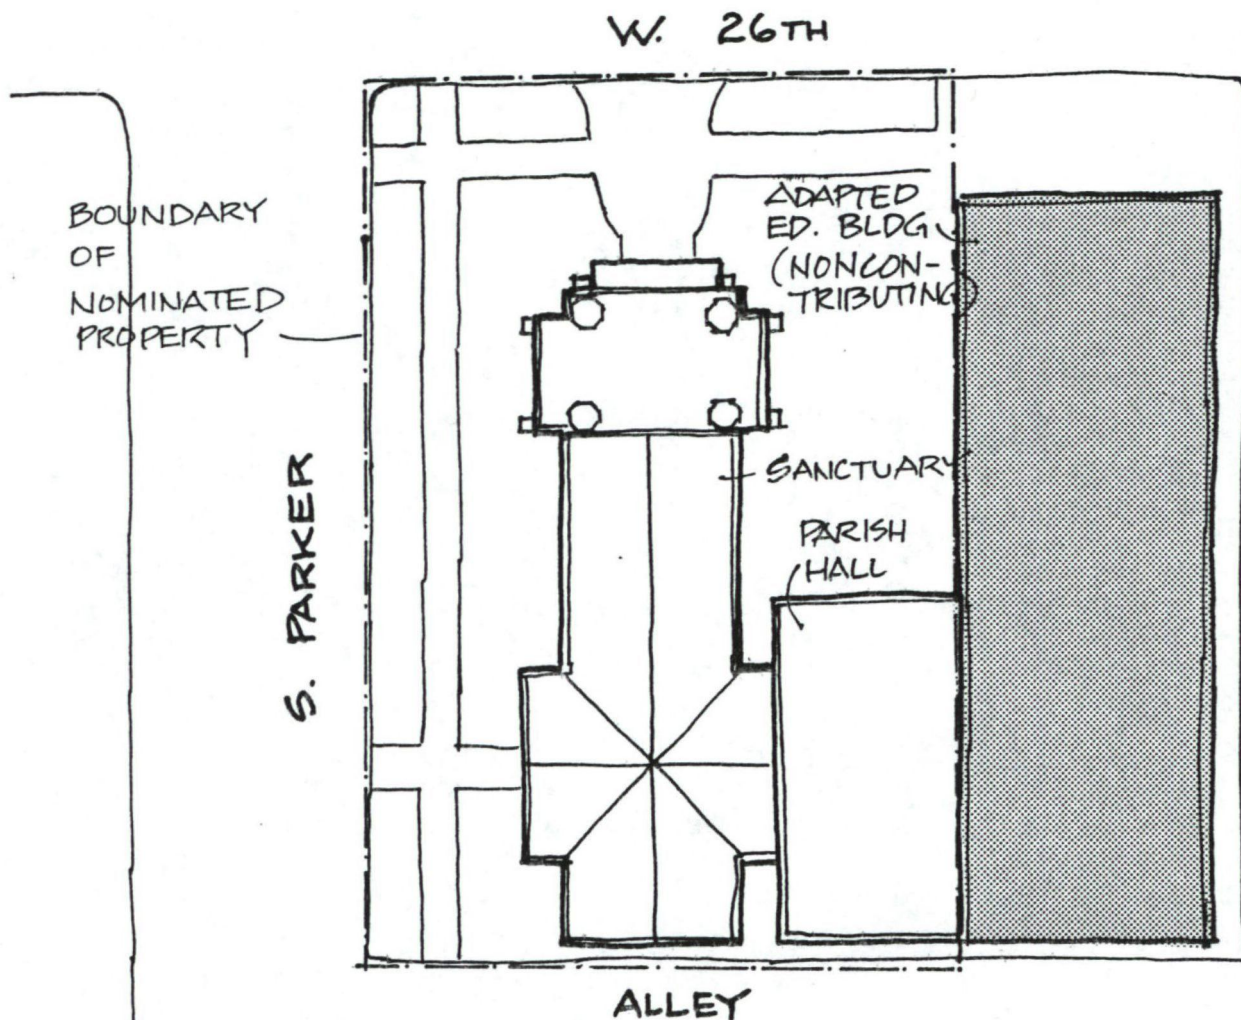 W. 26TH
BOUNDARY
OF
NOMINATED
PROPERTY
ADAPTED
ED. BLDG
(NONCON-
TRIBUTING)
S. PARKER
SANCTUARY
PARISH
HALL
ALLEY